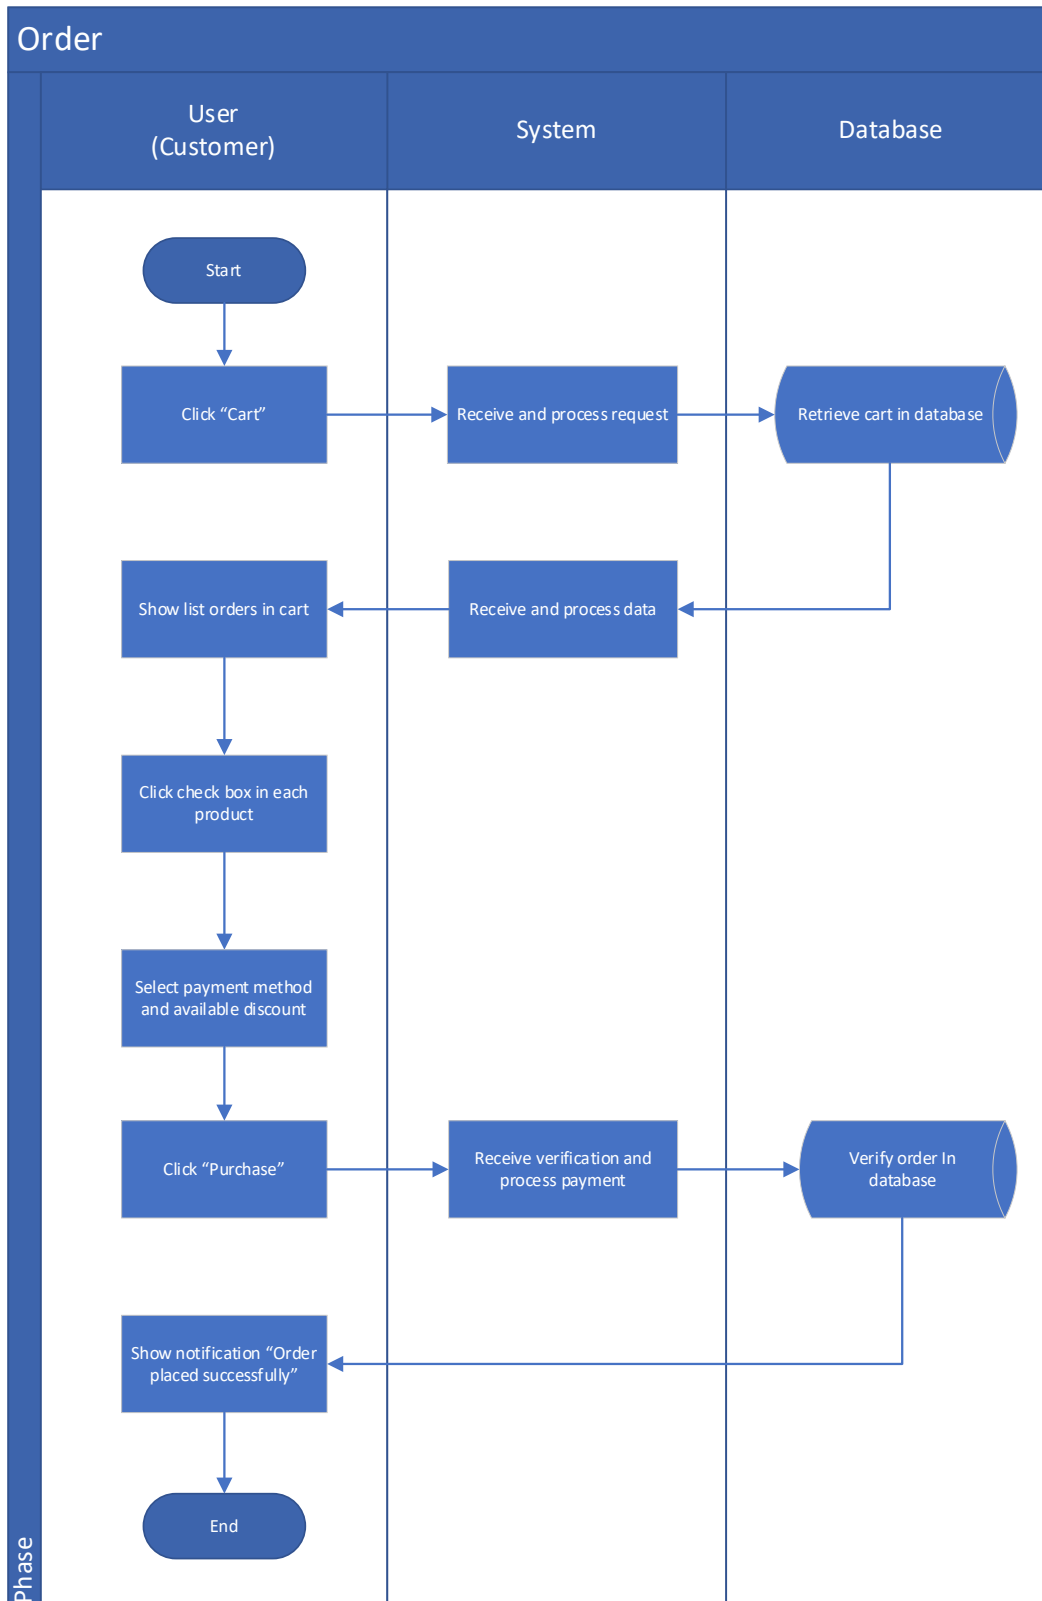 Order
User
(Customer)
System
Database
Start
Click “Cart”
Receive and process request
Retrieve cart in database
Show list orders in cart
Receive and process data
Click check box in each
product
Select payment method
and available discount
Click “Purchase”
Receive verification and
process payment
Verify order In
database
Show notification “Order
placed successfully”
End
Phase